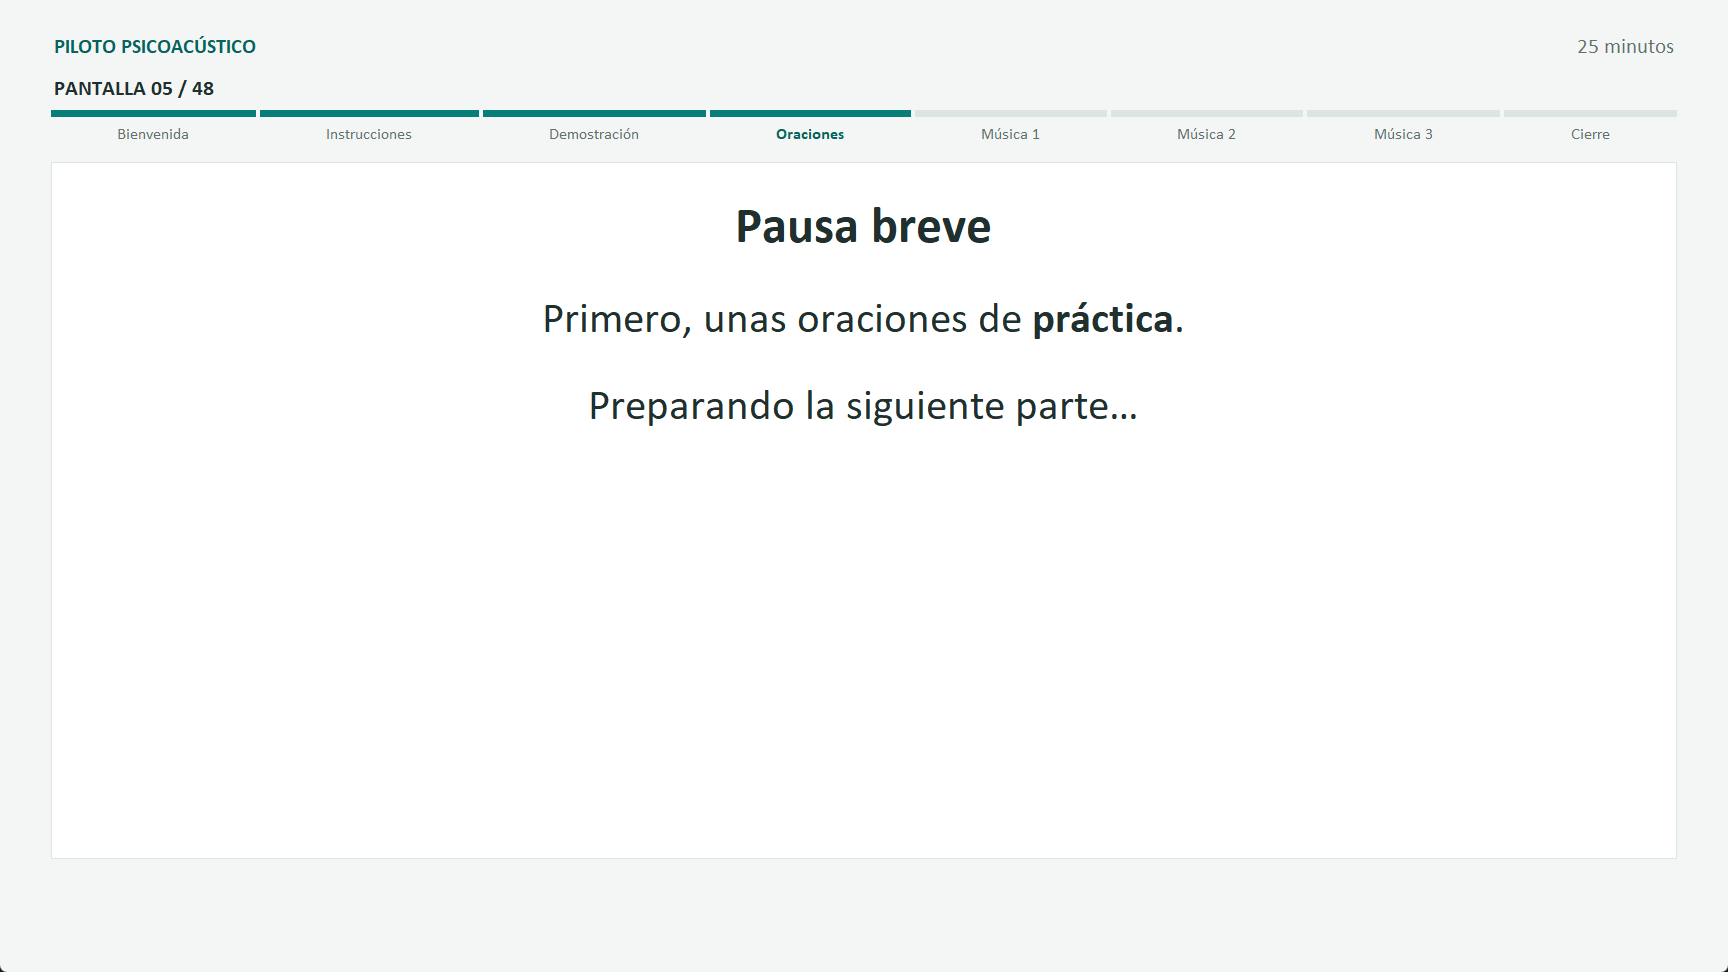 PILOTO PSICOACÚSTICO
25 minutos
PANTALLA 05 / 48
Bienvenida
Instrucciones
Demostración
Oraciones
Música 1
Música 2
Música 3
Cierre
Pausa breve
Primero, unas oraciones de práctica.
Preparando la siguiente parte...